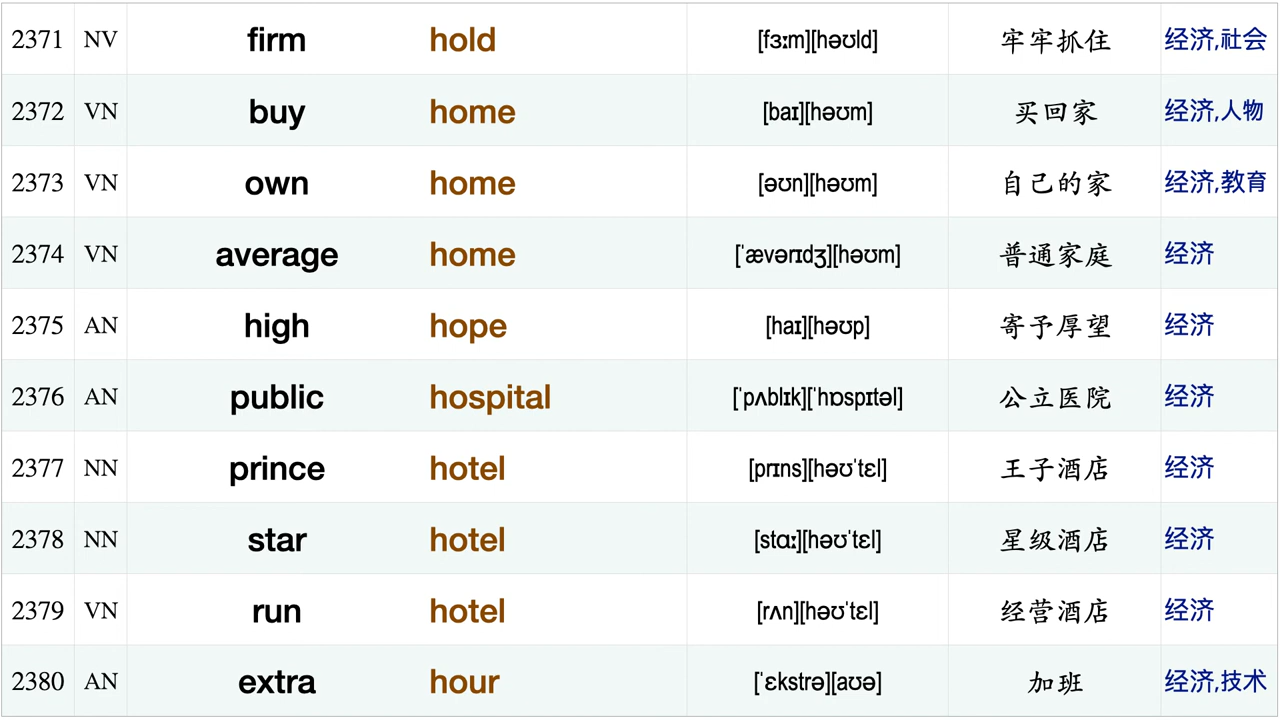 2371 NV firm hold [fɜːm][həʊld] 牢牢抓住 经济,社会
2372 VN buy home [baɪ][həʊm] 买回家 经济,人物
2373 VN own home [əʊn][həʊm] 自己的家 经济,教育
2374 VN average home [ˈævərɪdʒ][həʊm] 普通家庭 经济
2375 AN high hope [haɪ][həʊp] 寄予厚望 经济
2376 AN public hospital [ˈpʌblɪk][ˈhɒspɪtəl] 公立医院 经济
2377 NN prince hotel [prɪns][həʊˈtɛl] 王子酒店 经济
2378 NN star hotel [stɑː][həʊˈtɛl] 星级酒店 经济
2379 VN run hotel [rʌn][həʊˈtɛl] 经营酒店 经济
2380 AN extra hour [ˈɛkstrə][aʊə] 加班 经济,技术